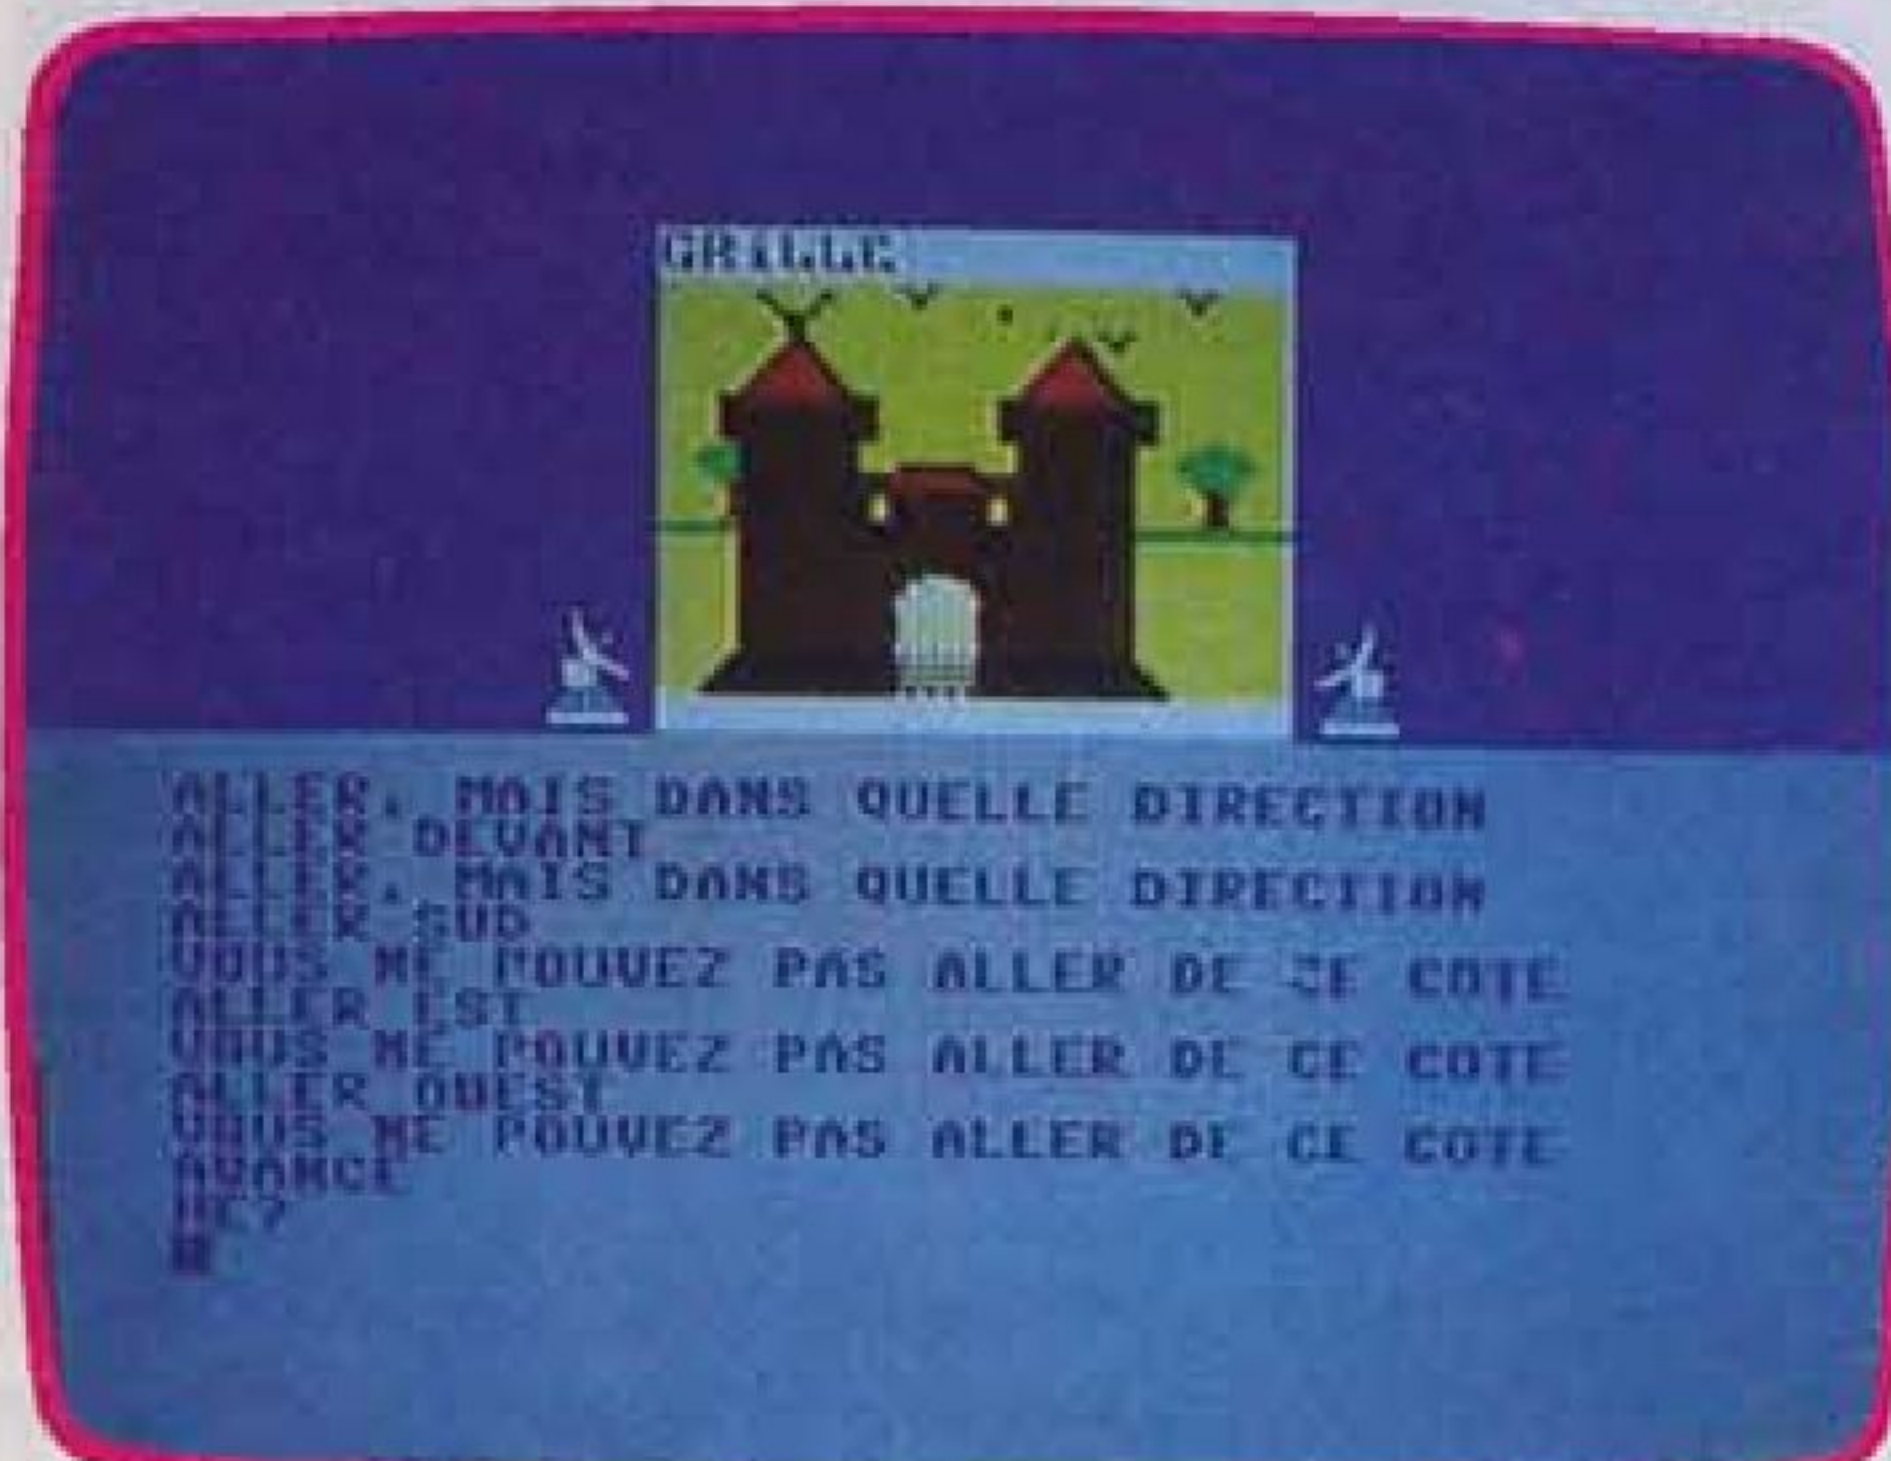 GRILLE
ALLER, MAIS DANS QUELLE DIRECTION
ALLER DEVANT
ALLER, MAIS DANS QUELLE DIRECTION
ALLER SUD
VOUS NE POUVEZ PAS ALLER DE CE COTE
ALLER EST
VOUS NE POUVEZ PAS ALLER DE CE COTE
ALLER OUEST
VOUS NE POUVEZ PAS ALLER DE CE COTE
AVANCE
HE?